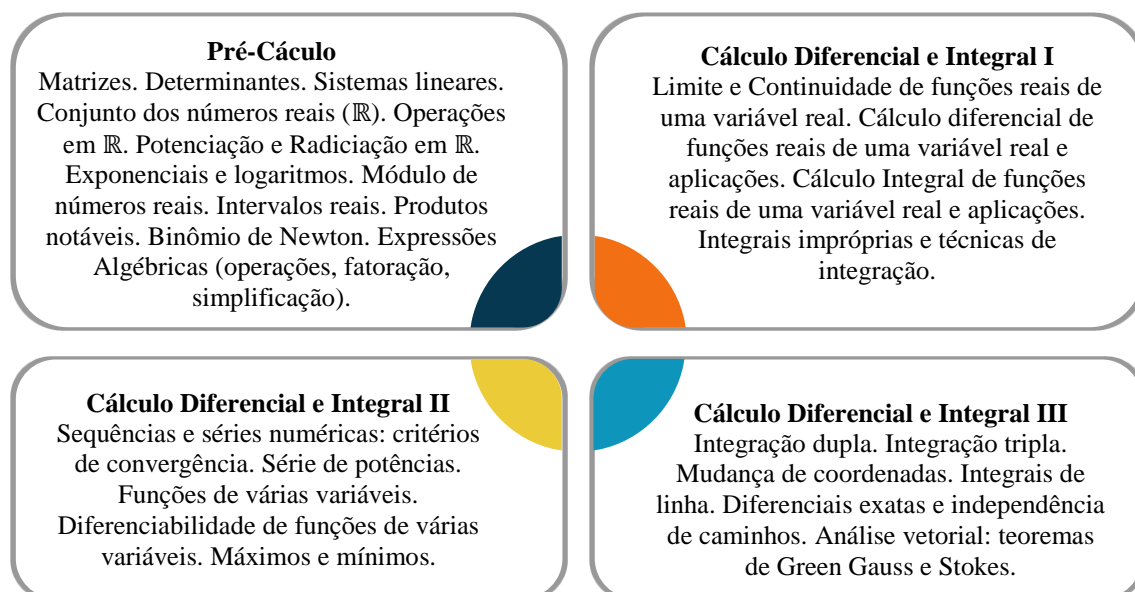 Pré-Cáculo
Matrizes. Determinantes. Sistemas lineares.
Conjunto dos números reais (ℝ). Operações
em ℝ. Potenciação e Radiciação em ℝ.
Exponenciais e logaritmos. Módulo de
números reais. Intervalos reais. Produtos
notáveis. Binômio de Newton. Expressões
Algébricas (operações, fatoração,
simplificação).
Cálculo Diferencial e Integral I
Limite e Continuidade de funções reais de
uma variável real. Cálculo diferencial de
funções reais de uma variável real e
aplicações. Cálculo Integral de funções
reais de uma variável real e aplicações.
Integrais impróprias e técnicas de
integração.
Cálculo Diferencial e Integral II
Sequências e séries numéricas: critérios
de convergência. Série de potências.
Funções de várias variáveis.
Diferenciabilidade de funções de várias
variáveis. Máximos e mínimos.
Cálculo Diferencial e Integral III
Integração dupla. Integração tripla.
Mudança de coordenadas. Integrais de
linha. Diferenciais exatas e independência
de caminhos. Análise vetorial: teoremas
de Green Gauss e Stokes.